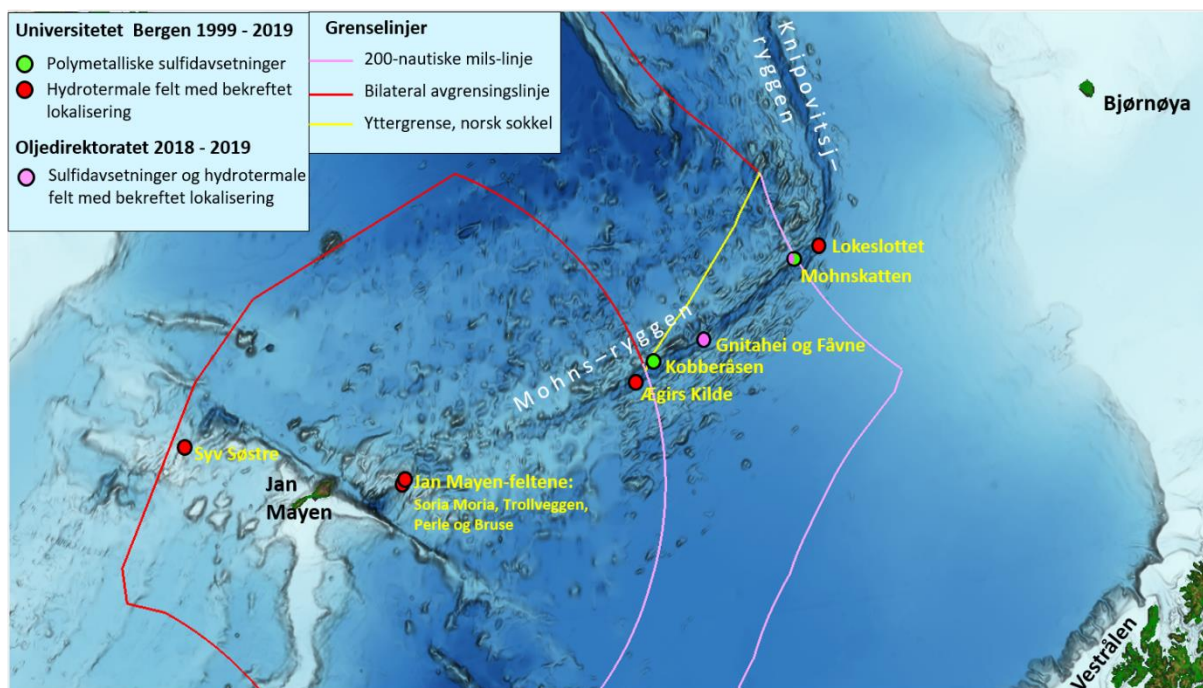 Universitetet Bergen 1999 - 2019
Polymetalliske sulfidavsetninger
Hydrotermale felt med bekreftet
lokalisering
Oljedirektoratet 2018 - 2019
Sulfidavsetninger og hydrotermale
felt med bekreftet lokalisering
Grenselinjer
200-nautiske mils-linje
Bilateral avgrensingslinje
Yttergrense, norsk sokkel
Knipovitsj-
ryggen
Bjørnøya
Lokeslottet
Mohnskatten
Mohns-ryggen
Gnitahei og Fåvne
Kobberåsen
Ægirs Kilde
Syv Søstre
Jan
Mayen
Jan Mayen-feltene:
Soria Moria, Trollveggen,
Perle og Bruse
Vestrålen